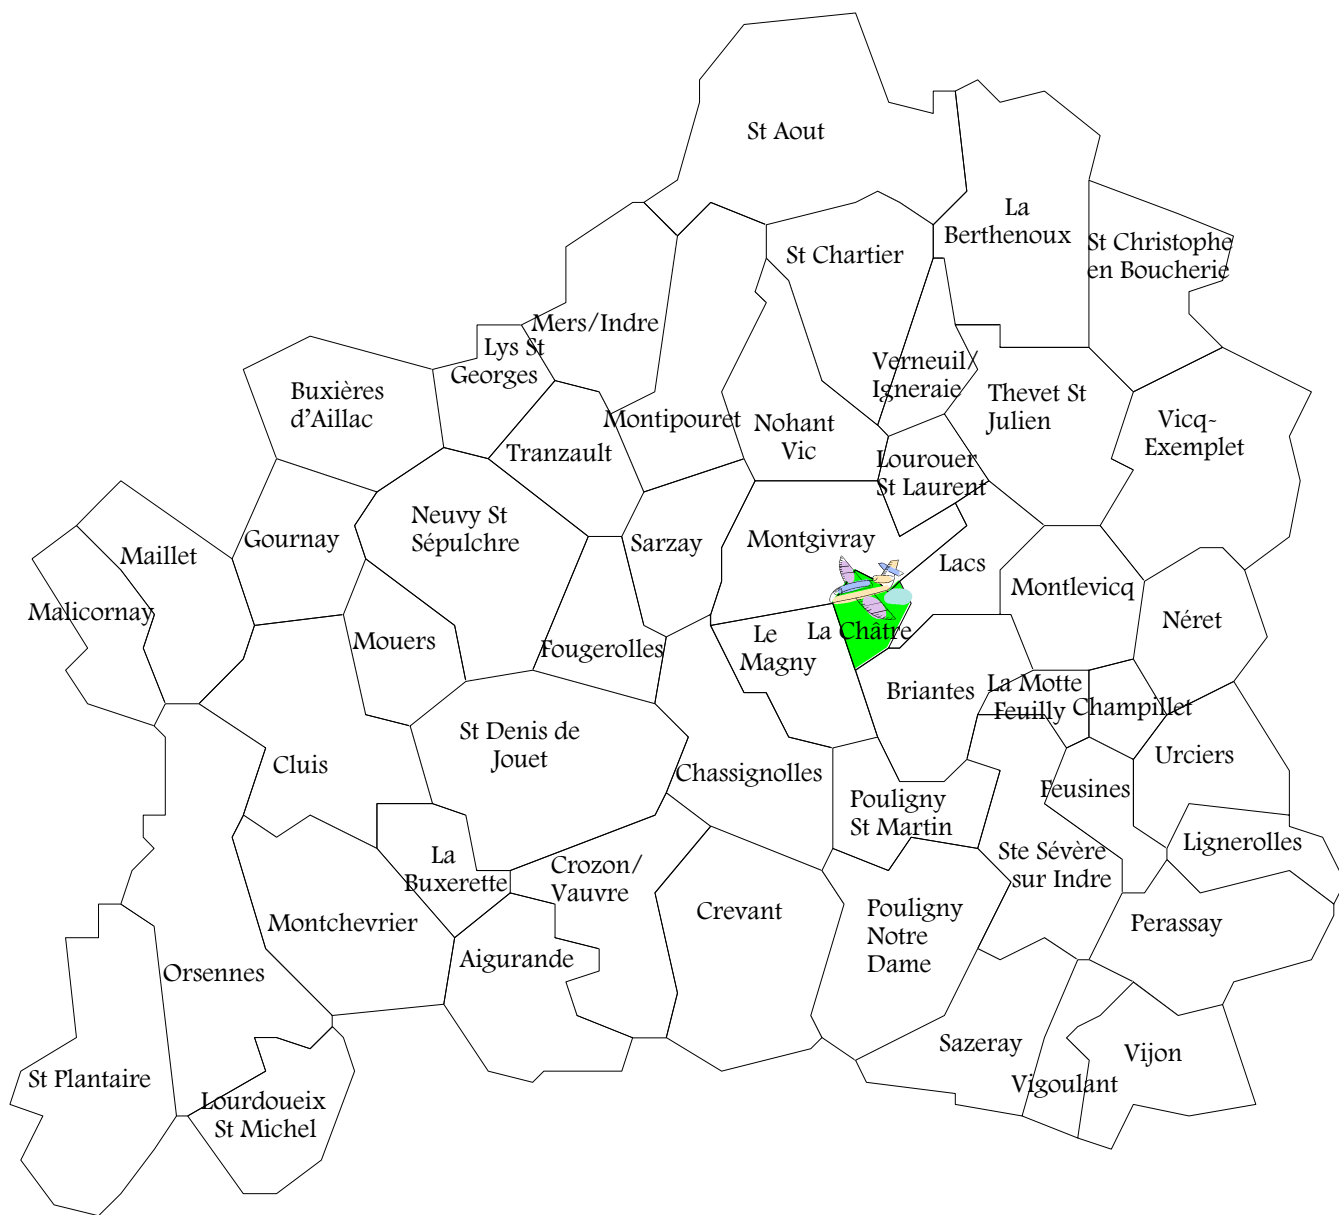 St Aout
La
Berthenoux
St Christophe
en Boucherie
St Chartier
Mers/Indre
Lys St
Georges
Buxières
d'Aillac
Verneuil/
Igneraie
Thevet St
Julien
Vicq-
Exemplet
Montipouret
Nohant
Vic
Tranzault
Lourouer
St Laurent
Neuvy St
Sépulchre
Gournay
Maillet
Sarzay
Montgivray
Lacs
Montlevicq
Néret
Malicornay
Mouers
Fougerolles
Le
Magny
La Châtre
Briantes
La Motte
Feuilly
Champillet
St Denis de
Jouet
Cluis
Chassignolles
Urciers
Feusines
Pouligny
St Martin
Lignerolles
La
Buxerette
Crozon/
Vauvre
Ste Sévère
sur Indre
Montchevrier
Crevant
Pouligny
Notre
Dame
Perassay
Aigurande
Orsennes
Sazeray
Vijon
Vigoulant
St Plantaire
Lourdoueix
St Michel